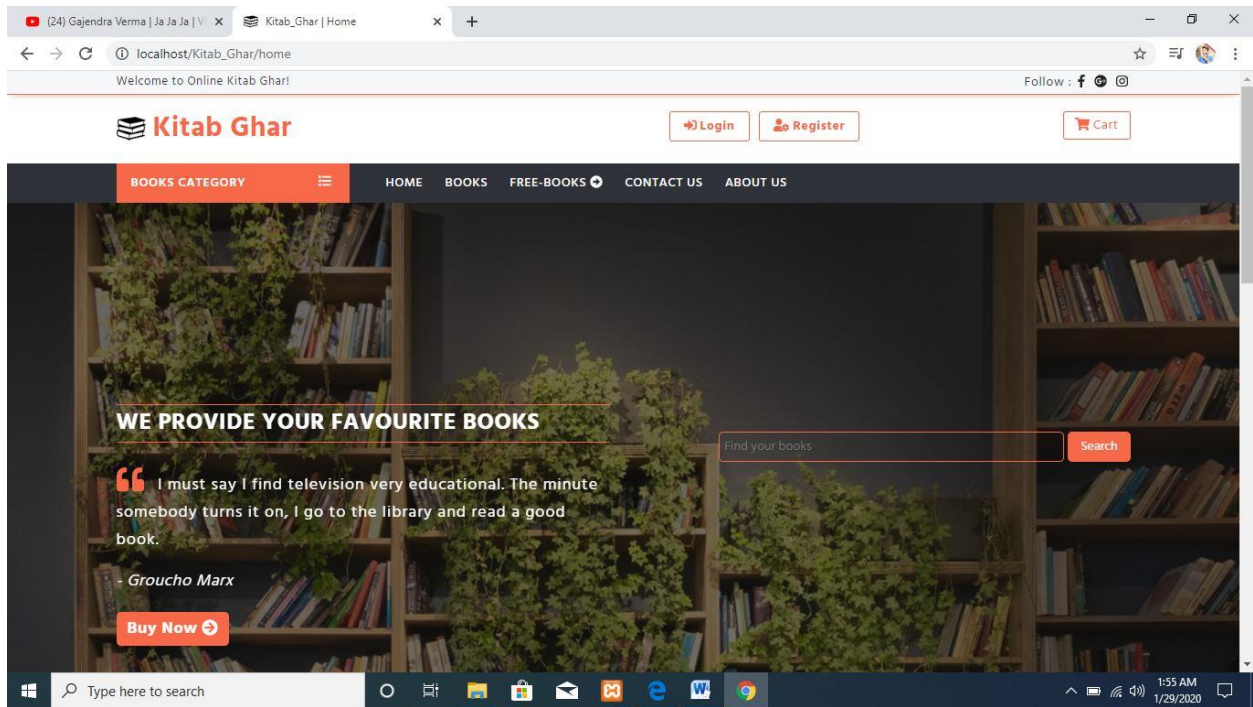 (24) Gajendra Verma | Ja Ja Ja | Vi
Kitab_Ghar | Home
localhost/Kitab_Ghar/home
Welcome to Online Kitab Ghar!
Follow :
Kitab Ghar
Login
Register
Cart
BOOKS CATEGORY
HOME
BOOKS
FREE-BOOKS
CONTACT US
ABOUT US
WE PROVIDE YOUR FAVOURITE BOOKS
Find your books
Search
I must say I find television very educational. The minute
somebody turns it on, I go to the library and read a good
book.
- Groucho Marx
Buy Now
Type here to search
1:55 AM
1/29/2020